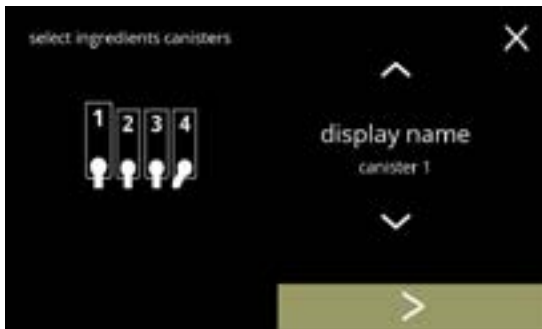 select ingredients canisters
1 2 3 4
display name
canister 1